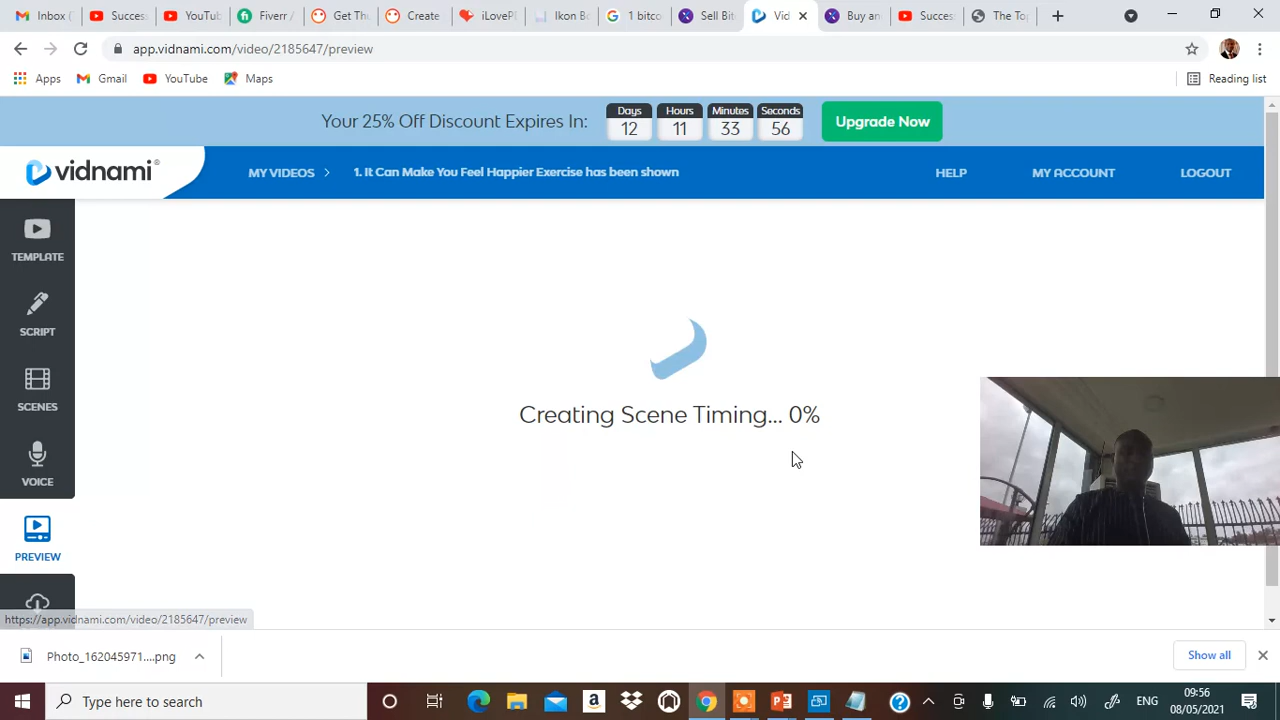 Inbox (
Success
YouTub
Fiverr /
Get Th
Create
iLovePl
Ikon Bo
1 bitco
Sell Bit
Vid
Buy an
Succes
The Top
app.vidnami.com/video/2185647/preview
Apps
Gmail
YouTube
Maps
Reading list
Your 25% Off Discount Expires In:
Days
Hours
Minutes
Seconds
12
11
33
56
Upgrade Now
vidnami®
MY VIDEOS >
1. It Can Make You Feel Happier Exercise has been shown
HELP
MY ACCOUNT
LOGOUT
TEMPLATE
SCRIPT
SCENES
VOICE
PREVIEW
Creating Scene Timing... 0%
https://app.vidnami.com/video/2185647/preview
Photo_162045971....png
Show all
Type here to search
ENG
09:56
08/05/2021